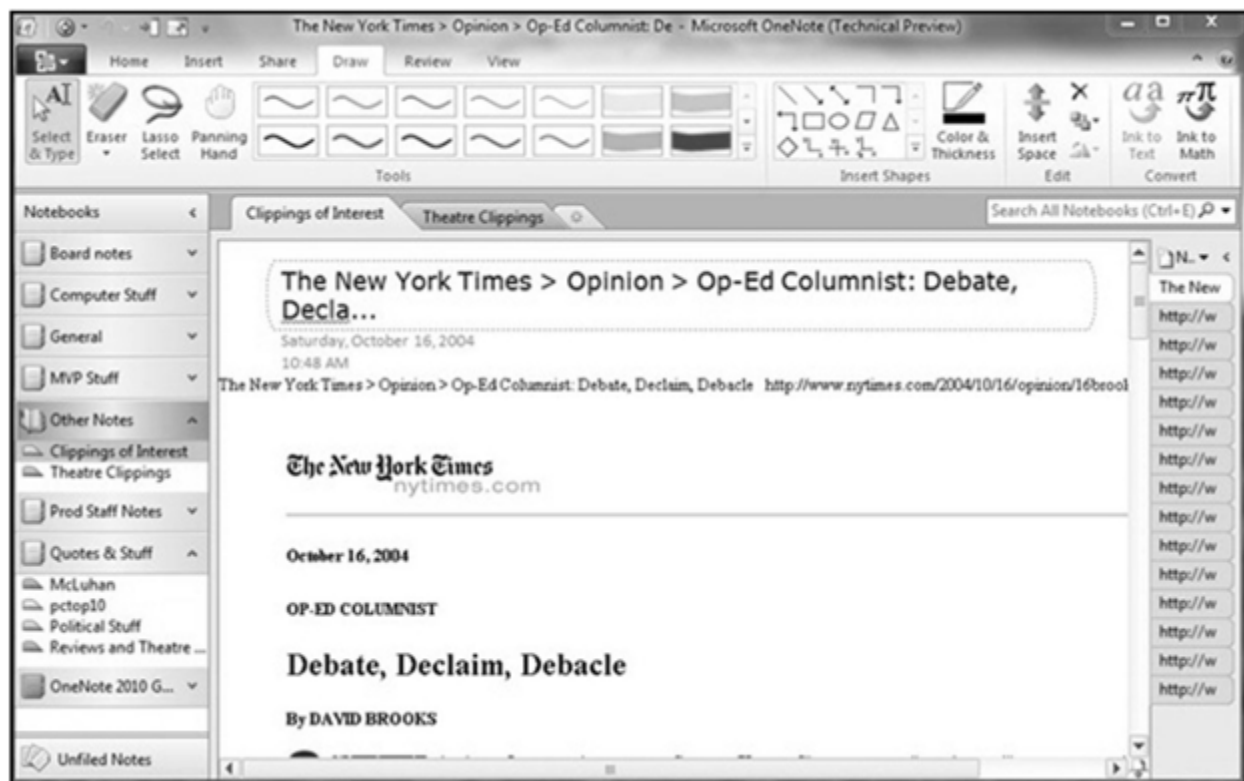 The New York Times > Opinion > Op-Ed Columnist: De - Microsoft OneNote (Technical Preview)
Home Insert Share Draw Review View
Select & Type
Eraser
Lasso Select
Panning Hand
Color & Thickness
Insert Space
Ink to Text
Ink to Math
Tools
Insert Shapes
Edit
Convert
Notebooks
Clippings of Interest
Theatre Clippings
Search All Notebooks (Ctrl+E)
Board notes
Computer Stuff
General
MVP Stuff
Other Notes
Clippings of Interest
Theatre Clippings
Prod Staff Notes
Quotes & Stuff
McLuhan
pctop10
Political Stuff
Reviews and Theatre ...
OneNote 2010 G...
Unfiled Notes
The New York Times > Opinion > Op-Ed Columnist: Debate,
Decla...
Saturday, October 16, 2004
10:48 AM
The New York Times > Opinion > Op-Ed Columnist: Debate, Declaim, Debacle http://www.nytimes.com/2004/10/16/opinion/16brool
The New York Times
nytimes.com
October 16, 2004
OP-ED COLUMNIST
Debate, Declaim, Debacle
By DAVID BROOKS
N...
The New
http://w
http://w
http://w
http://w
http://w
http://w
http://w
http://w
http://w
http://w
http://w
http://w
http://w
http://w